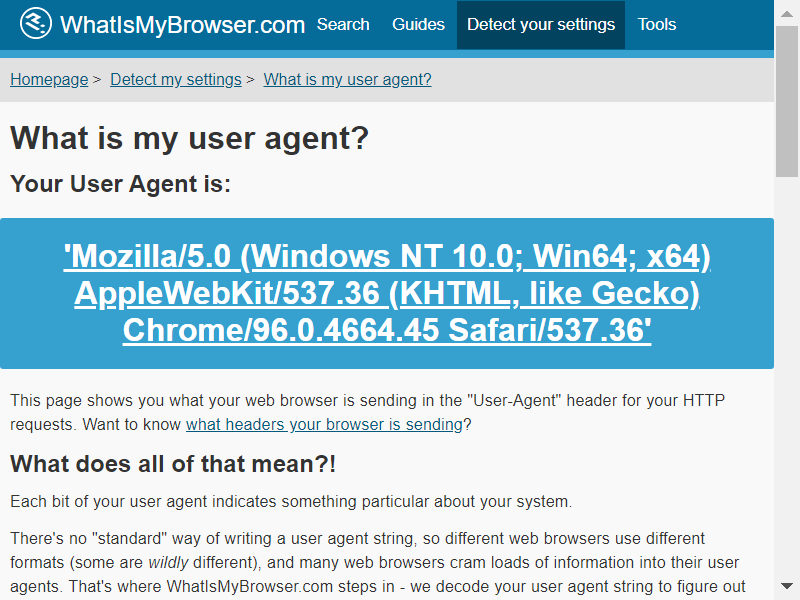 WhatIsMyBrowser.com Search Guides Detect your settings Tools
Homepage > Detect my settings > What is my user agent?
What is my user agent?
Your User Agent is:
'Mozilla/5.0 (Windows NT 10.0; Win64; x64)
AppleWebKit/537.36 (KHTML, like Gecko)
Chrome/96.0.4664.45 Safari/537.36'
This page shows you what your web browser is sending in the "User-Agent" header for your HTTP
requests. Want to know what headers your browser is sending?
What does all of that mean?!
Each bit of your user agent indicates something particular about your system.
There's no "standard" way of writing a user agent string, so different web browsers use different
formats (some are wildly different), and many web browsers cram loads of information into their user
agents. That's where WhatIsMyBrowser.com steps in - we decode your user agent string to figure out